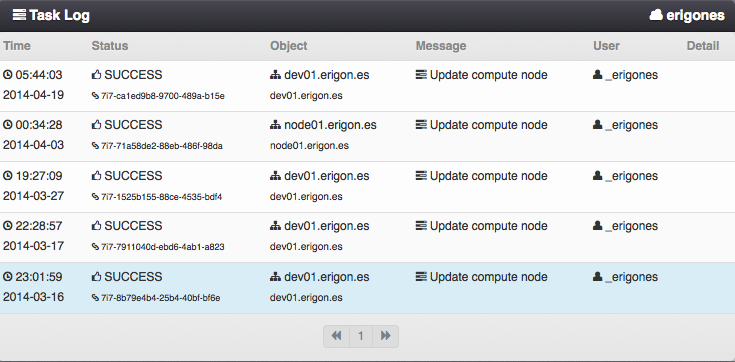 Task Log erigones
Time Status Object Message User Detail
05:44:03 SUCCESS dev01.erigon.es Update compute node _erigones
2014-04-19 7i7-ca1ed9b8-9700-489a-b15e dev01.erigon.es
00:34:28 SUCCESS node01.erigon.es Update compute node _erigones
2014-04-03 7i7-71a58de2-88eb-486f-98da node01.erigon.es
19:27:09 SUCCESS dev01.erigon.es Update compute node _erigones
2014-03-27 7i7-1525b155-88ce-4535-bdf4 dev01.erigon.es
22:28:57 SUCCESS dev01.erigon.es Update compute node _erigones
2014-03-17 7i7-7911040d-ebd6-4ab1-a823 dev01.erigon.es
23:01:59 SUCCESS dev01.erigon.es Update compute node _erigones
2014-03-16 7i7-8b79e4b4-25b4-40bf-bf6e dev01.erigon.es
1